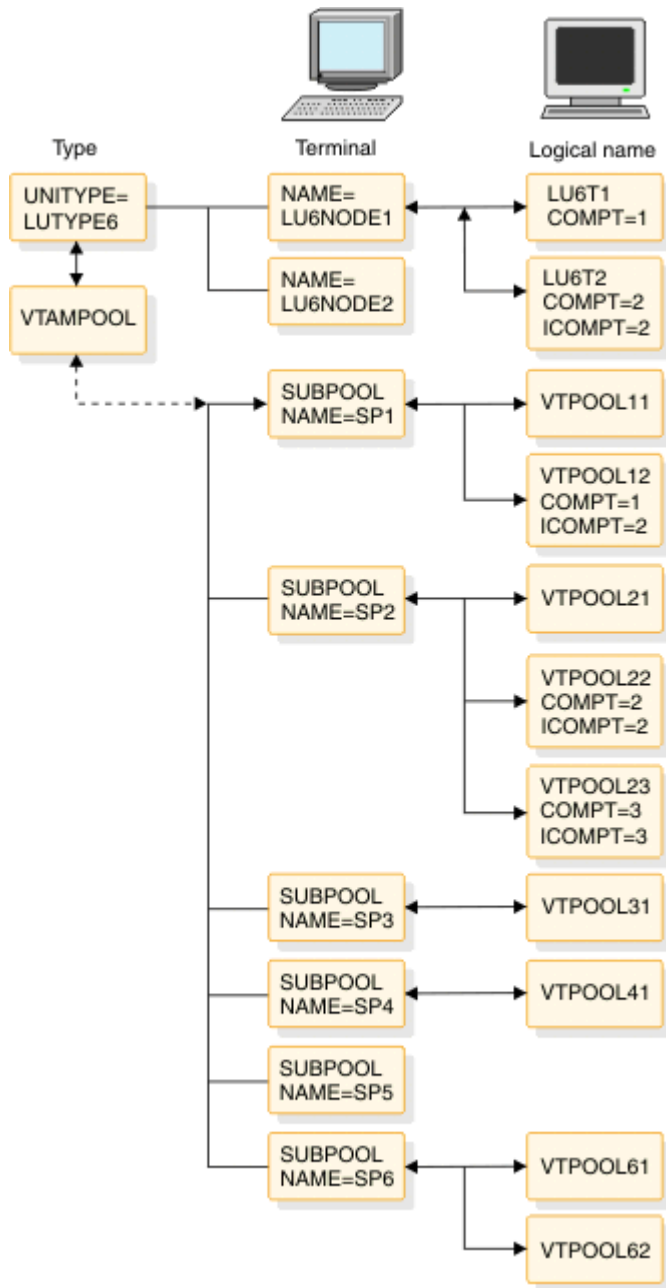 Type
Terminal
Logical name
UNITYPE=
LUTYPE6
NAME=
LU6NODE1
LU6T1
COMPT=1
VTAMPOOL
NAME=
LU6NODE2
LU6T2
COMPT=2
ICOMPT=2
SUBPOOL
NAME=SP1
VTPOOL11
VTPOOL12
COMPT=1
ICOMPT=2
SUBPOOL
NAME=SP2
VTPOOL21
VTPOOL22
COMPT=2
ICOMPT=2
VTPOOL23
COMPT=3
ICOMPT=3
SUBPOOL
NAME=SP3
VTPOOL31
SUBPOOL
NAME=SP4
VTPOOL41
SUBPOOL
NAME=SP5
SUBPOOL
NAME=SP6
VTPOOL61
VTPOOL62